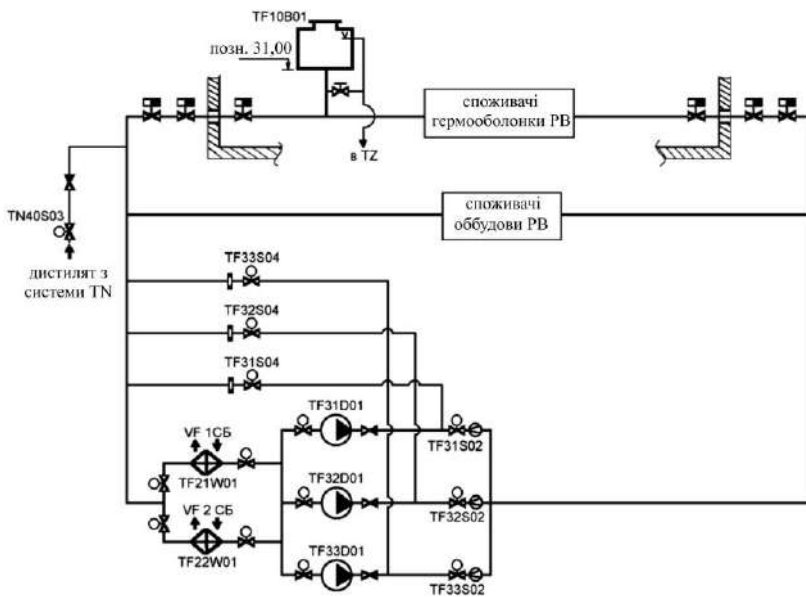 TF10B01
позн. 31,00
споживачі
гермооболонки РВ
в TZ
споживачі
оббудови РВ
TN40S03
дистилят з
системи TN
TF33S04
TF32S04
TF31S04
TF31D01
VF 1СБ
TF31S02
TF21W01
TF32D01
VF 2 СБ
TF32S02
TF33D01
TF22W01
TF33S02